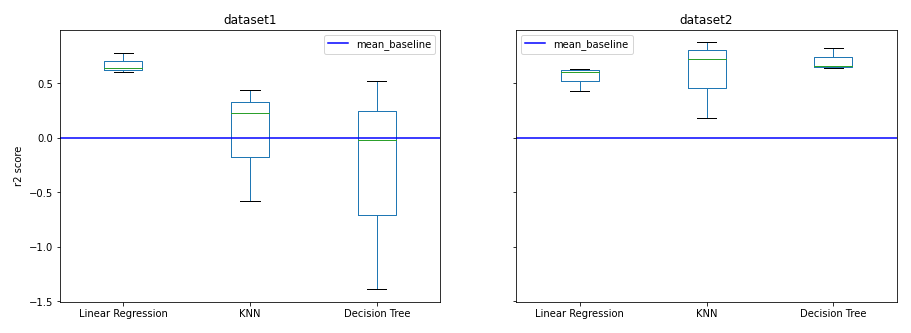 dataset1
mean_baseline
r2 score
0.5
0.0
−0.5
−1.0
−1.5
Linear Regression
KNN
Decision Tree
dataset2
mean_baseline
Linear Regression
KNN
Decision Tree